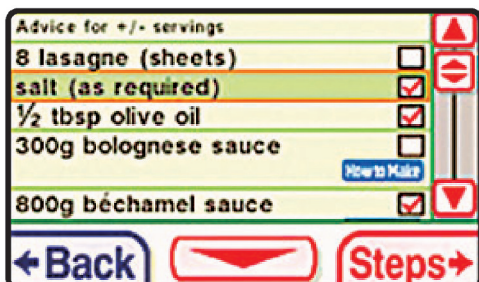 Advice for +/- servings
8 lasagne (sheets)
salt (as required)
½ tbsp olive oil
300g bolognese sauce
How to Make
800g béchamel sauce
Back
Steps